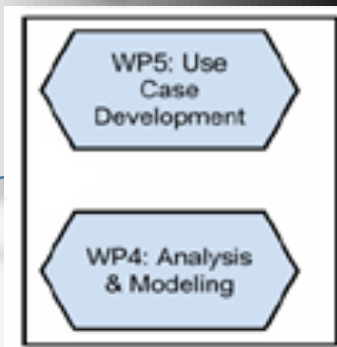 WP5: Use
Case
Development
WP4: Analysis
& Modeling